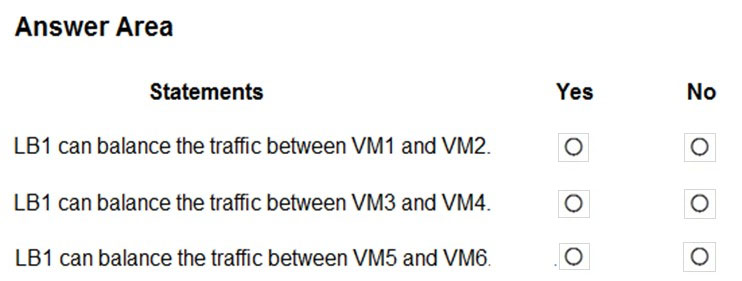 Answer Area
Statements Yes No
LB1 can balance the traffic between VM1 and VM2.
LB1 can balance the traffic between VM3 and VM4.
LB1 can balance the traffic between VM5 and VM6.